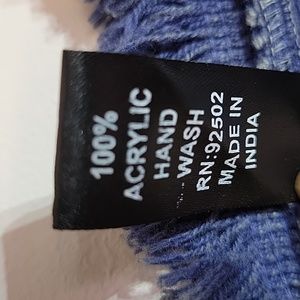 100%
ACRYLIC
HAND
WASH
RN:92502
MADE IN
INDIA